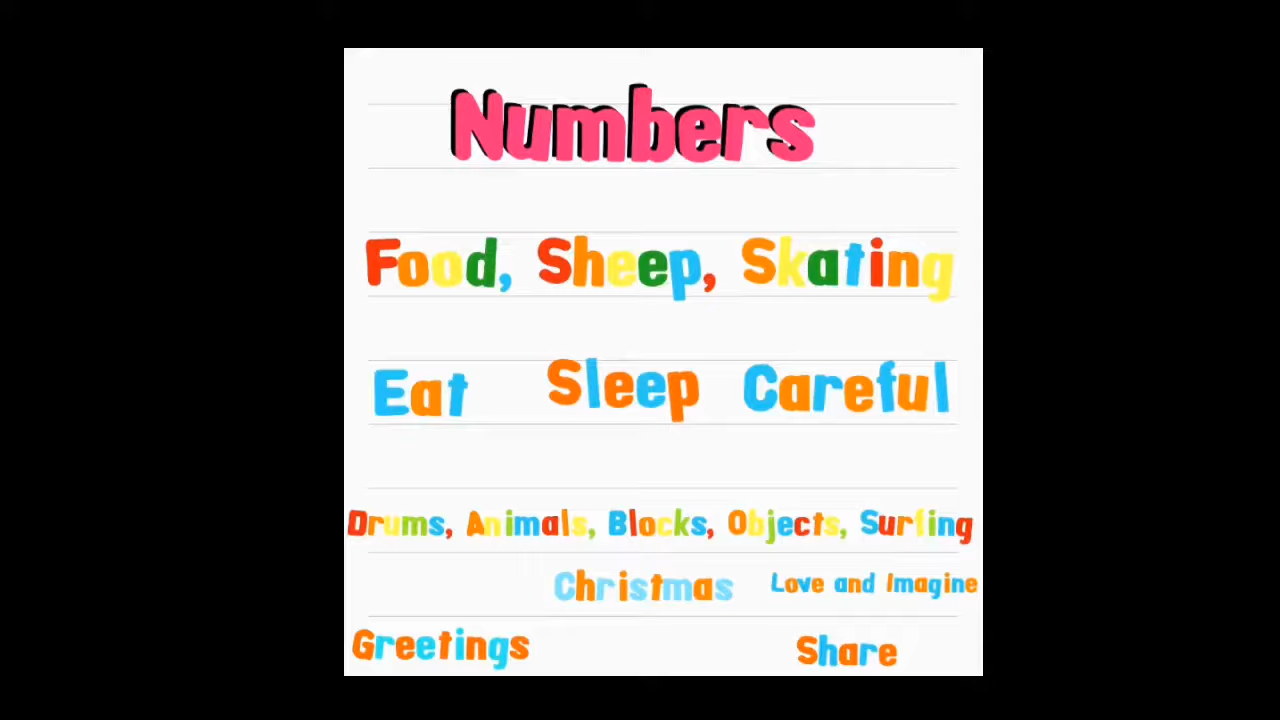 Numbers
Food, Sheep, Skating
Eat Sleep Careful
Drums, Animals, Blocks, Objects, Surfing
Christmas Love and Imagine
Greetings Share